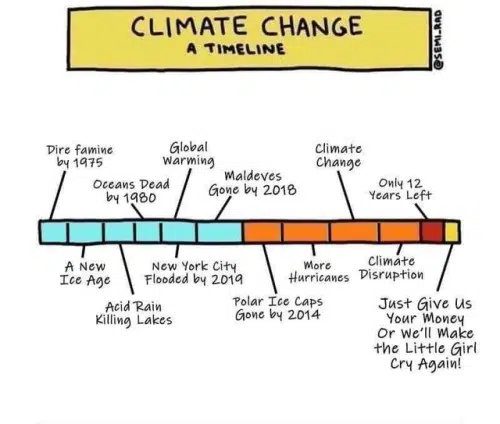 CLIMATE CHANGE
A TIMELINE
@SEMI_RAD
Dire famine
by 1975
Oceans Dead
by 1980
Global
Warming
Maldeves
Gone by 2018
Climate
Change
Only 12
Years Left
A New
Ice Age
Acid Rain
Killing Lakes
New York City
Flooded by 2019
Polar Ice Caps
Gone by 2014
More
Hurricanes
Climate
Disruption
Just Give Us
Your Money
Or We'll Make
the Little Girl
Cry Again!